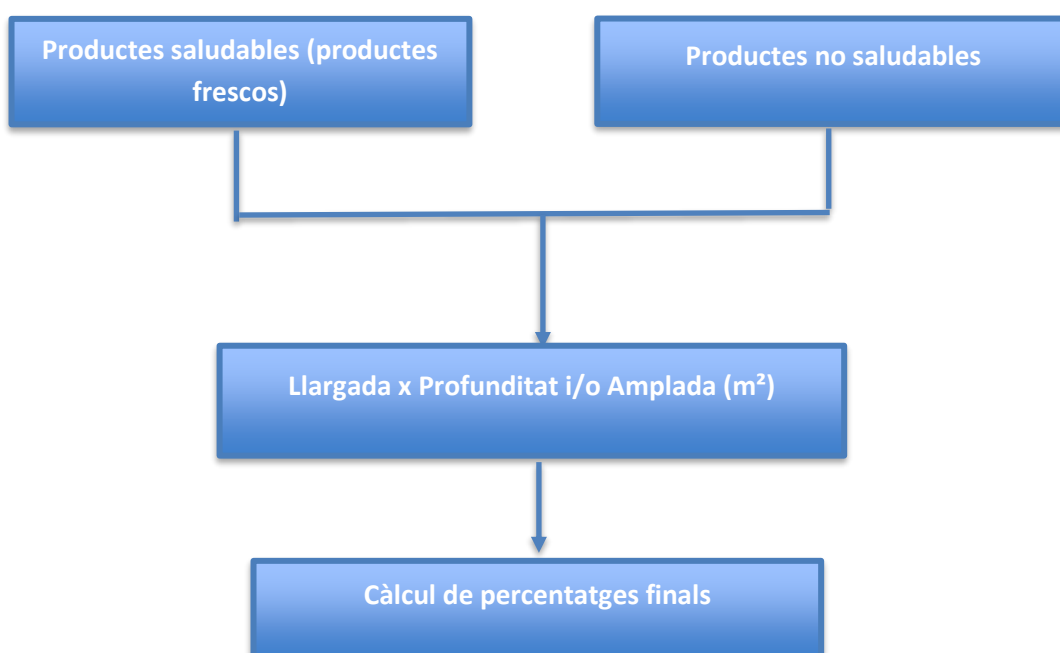 Productes saludables (productes
frescos)
Productes no saludables
Llargada x Profunditat i/o Amplada (m²)
Càlcul de percentatges finals